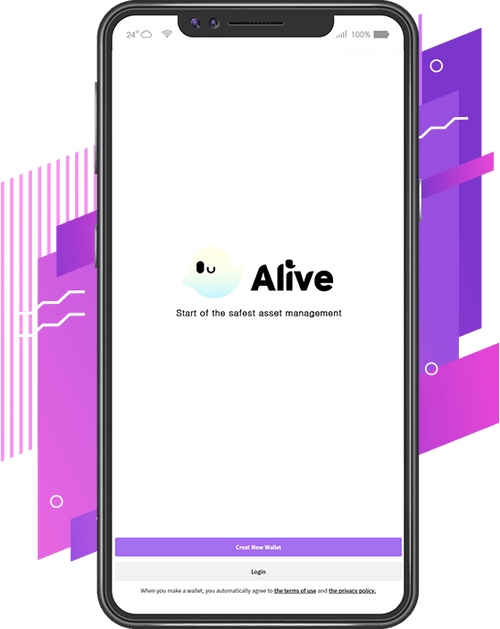 24° 100%
Alive
Start of the safest asset management
Creat New Wallet
Login
When you make a wallet, you automatically agree to the terms of use and the privacy policy.